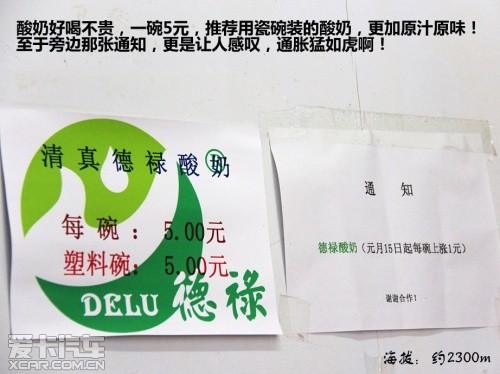 酸奶好喝不贵，一碗5元，推荐用瓷碗装的酸奶，更加原汁原味！
至于旁边那张通知，更是让人感叹，通胀猛如虎啊！
清真德禄酸奶
每碗：5.00元
塑料碗：5.00元
DELU 德禄
通 知
德禄酸奶（元月15日起每碗上涨1元）
谢谢合作！
爱卡汽车
XCAR.COM.CN
海拔：约2300m